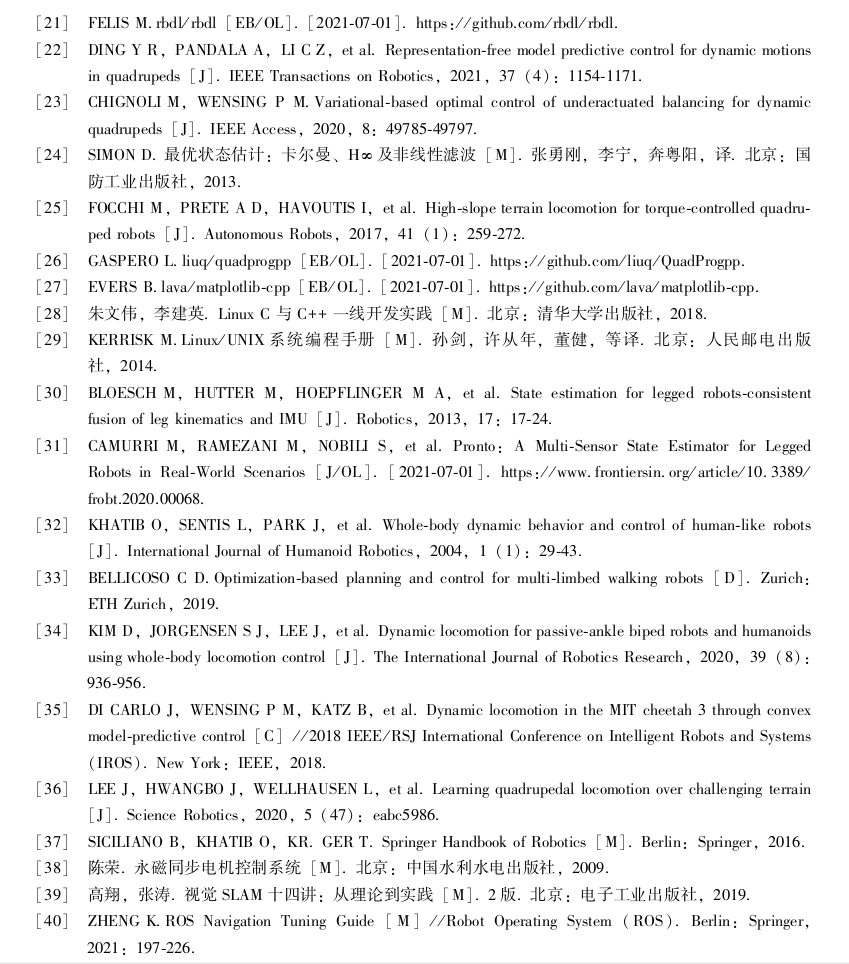 [21] FELIS M. rbdl/rbdl [EB/OL]. [2021-07-01]. https://github.com/rbdl/rbdl.
[22] DING Y R, PANDALA A, LI C Z, et al. Representation-free model predictive control for dynamic motions
in quadrupeds [J]. IEEE Transactions on Robotics, 2021, 37 (4): 1154-1171.
[23] CHIGNOLI M, WENSING P M. Variational-based optimal control of underactuated balancing for dynamic
quadrupeds [J]. IEEE Access, 2020, 8: 49785-49797.
[24] SIMON D. 最优状态估计: 卡尔曼、H∞及非线性滤波 [M]. 张勇刚, 李宁, 奔粤阳, 译. 北京: 国
防工业出版社, 2013.
[25] FOCCHI M, PRETE A D, HAVOUTIS I, et al. High-slope terrain locomotion for torque-controlled quadru-
ped robots [J]. Autonomous Robots, 2017, 41 (1): 259-272.
[26] GASPERO L. liuq/quadprogpp [EB/OL]. [2021-07-01]. https://github.com/liuq/QuadProgpp.
[27] EVERS B. lava/matplotlib-cpp [EB/OL]. [2021-07-01]. https://github.com/lava/matplotlib-cpp.
[28] 朱文伟, 李建英. Linux C 与 C++ 一线开发实践 [M]. 北京: 清华大学出版社, 2018.
[29] KERRISK M. Linux/UNIX 系统编程手册 [M]. 孙剑, 许从年, 董健, 等译. 北京: 人民邮电出版
社, 2014.
[30] BLOESCH M, HUTTER M, HOEPFLINGER M A, et al. State estimation for legged robots-consistent
fusion of leg kinematics and IMU [J]. Robotics, 2013, 17: 17-24.
[31] CAMURRI M, RAMEZANI M, NOBILI S, et al. Pronto: A Multi-Sensor State Estimator for Legged
Robots in Real-World Scenarios [J/OL]. [2021-07-01]. https://www.frontiersin.org/article/10.3389/
frobt.2020.00068.
[32] KHATIB O, SENTIS L, PARK J, et al. Whole-body dynamic behavior and control of human-like robots
[J]. International Journal of Humanoid Robotics, 2004, 1 (1): 29-43.
[33] BELLICOSO C D. Optimization-based planning and control for multi-limbed walking robots [D]. Zurich:
ETH Zurich, 2019.
[34] KIM D, JORGENSEN S J, LEE J, et al. Dynamic locomotion for passive-ankle biped robots and humanoids
using whole-body locomotion control [J]. The International Journal of Robotics Research, 2020, 39 (8):
936-956.
[35] DI CARLO J, WENSING P M, KATZ B, et al. Dynamic locomotion in the MIT cheetah 3 through convex
model-predictive control [C] //2018 IEEE/RSJ International Conference on Intelligent Robots and Systems
(IROS). New York: IEEE, 2018.
[36] LEE J, HWANGBO J, WELLHAUSEN L, et al. Learning quadrupedal locomotion over challenging terrain
[J]. Science Robotics, 2020, 5 (47): eabc5986.
[37] SICILIANO B, KHATIB O, KR. GER T. Springer Handbook of Robotics [M]. Berlin: Springer, 2016.
[38] 陈荣. 永磁同步电机控制系统 [M]. 北京: 中国水利水电出版社, 2009.
[39] 高翔, 张涛. 视觉 SLAM 十四讲: 从理论到实践 [M]. 2 版. 北京: 电子工业出版社, 2019.
[40] ZHENG K. ROS Navigation Tuning Guide [M] //Robot Operating System (ROS). Berlin: Springer,
2021: 197-226.